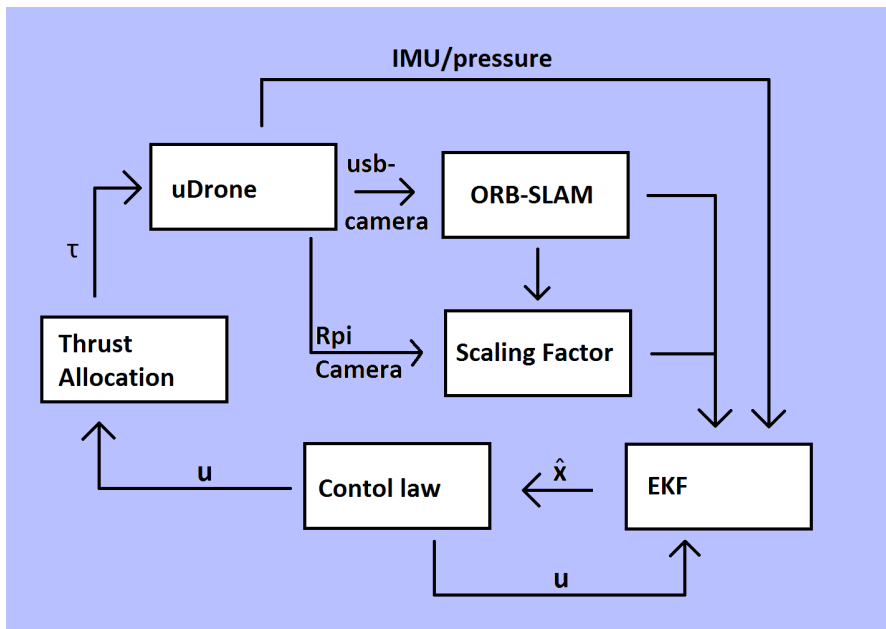 IMU/pressure
uDrone
usb-
camera
ORB-SLAM
τ
Rpi
Camera
Scaling Factor
Thrust
Allocation
u
Contol law
x̂
EKF
u